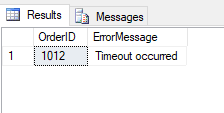 Results Messages
OrderID ErrorMessage
1 1012 Timeout occurred